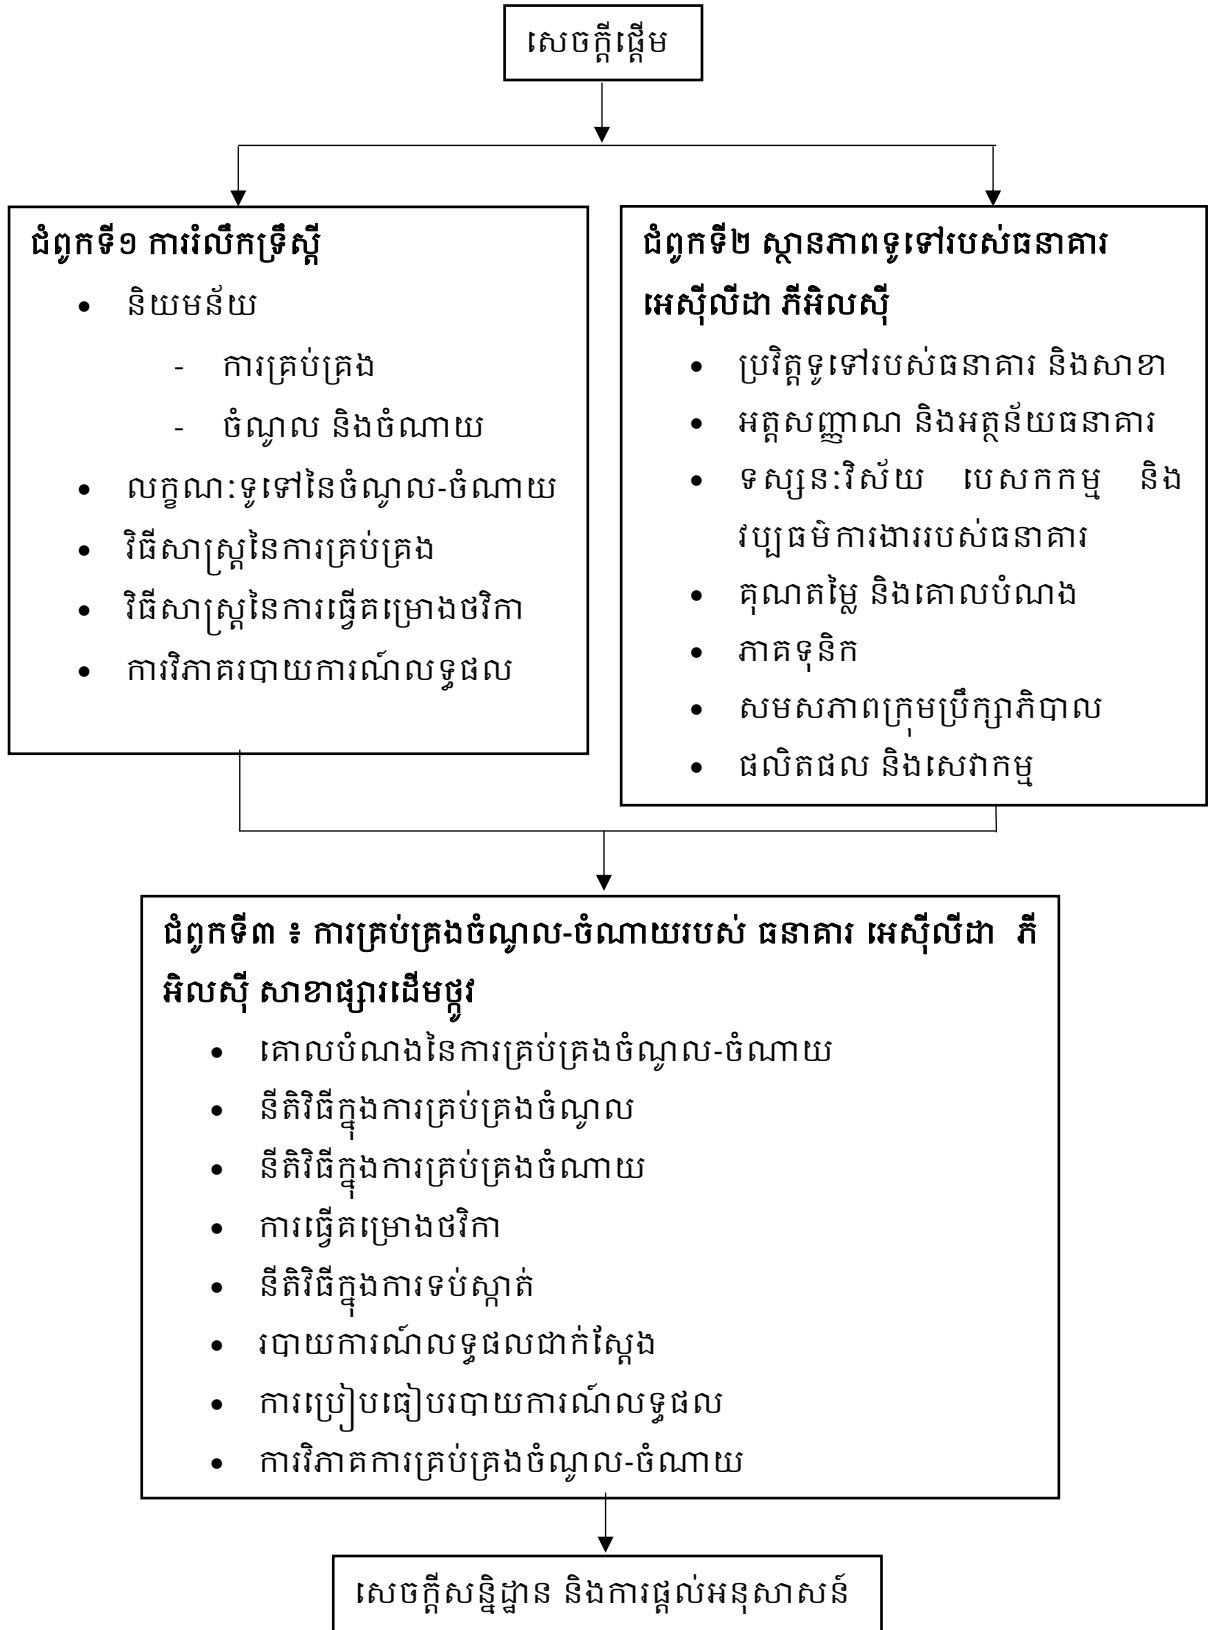 សេចក្តីផ្តើម
ជំពូកទី១ ការរំលឹកទ្រឹស្តី
• និយមន័យ
- ការគ្រប់គ្រង
- ចំណូល និងចំណាយ
• លក្ខណៈទូទៅនៃចំណូល-ចំណាយ
• វិធីសាស្ត្រនៃការគ្រប់គ្រង
• វិធីសាស្ត្រនៃការធ្វើគម្រោងថវិកា
• ការវិភាគរបាយការណ៍លទ្ធផល
ជំពូកទី២ ស្ថានភាពទូទៅរបស់ធនាគារ
អេស៊ីលីដា ភីអិលស៊ី
• ប្រវិត្តទូទៅរបស់ធនាគារ និងសាខា
• អត្តសញ្ញាណ និងអត្ថន័យធនាគារ
• ទស្សនៈវិស័យ បេសកកម្ម និង
វប្បធម៌ការងាររបស់ធនាគារ
• គុណតម្លៃ និងគោលបំណង
• ភាគទុនិក
• សមសភាពក្រុមប្រឹក្សាភិបាល
• ផលិតផល និងសេវាកម្ម
ជំពូកទី៣ ៖ ការគ្រប់គ្រងចំណូល-ចំណាយរបស់ ធនាគារ អេស៊ីលីដា ភី
អិលស៊ី សាខាផ្សារដើមថ្កូវ
• គោលបំណងនៃការគ្រប់គ្រងចំណូល-ចំណាយ
• នីតិវិធីក្នុងការគ្រប់គ្រងចំណូល
• នីតិវិធីក្នុងការគ្រប់គ្រងចំណាយ
• ការធ្វើគម្រោងថវិកា
• នីតិវិធីក្នុងការទប់ស្កាត់
• របាយការណ៍លទ្ធផលជាក់ស្តែង
• ការប្រៀបធៀបរបាយការណ៍លទ្ធផល
• ការវិភាគការគ្រប់គ្រងចំណូល-ចំណាយ
សេចក្តីសន្និដ្ឋាន និងការផ្តល់អនុសាសន៍